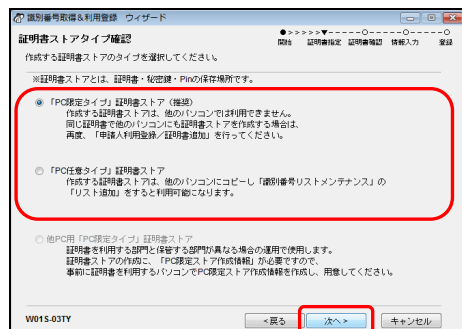 識別番号取得&利用登録 ウィザード
証明書ストアタイプ確認
●>>>>>▼-----○-----○-----○
開始 証明書指定 証明書確認 情報入力 登録
作成する証明書ストアのタイプを選択してください。
※証明書ストアとは、証明書・秘密鍵・Pinの保存場所です。
「PC限定タイプ」証明書ストア(推奨)
作成する証明書ストアは、他のパソコンでは利用できません。
同じ証明書で他のパソコンにも証明書ストアを作成する場合は、
再度、「申請人利用登録/証明書追加」を行ってください。
「PC任意タイプ」証明書ストア
作成する証明書ストアは、他のパソコンにコピーし「識別番号リストメンテナンス」の
「リスト追加」をすると利用可能になります。
他PC用「PC限定タイプ」証明書ストア
証明書を利用する部門と保管する部門が異なる場合の運用で使用します。
証明書ストアの作成に、「PC限定ストア作成情報」が必要ですので、
事前に証明書を利用するパソコンでPC限定ストア作成情報を作成し、用意してください。
W01S-03TY
<戻る 次へ> キャンセル